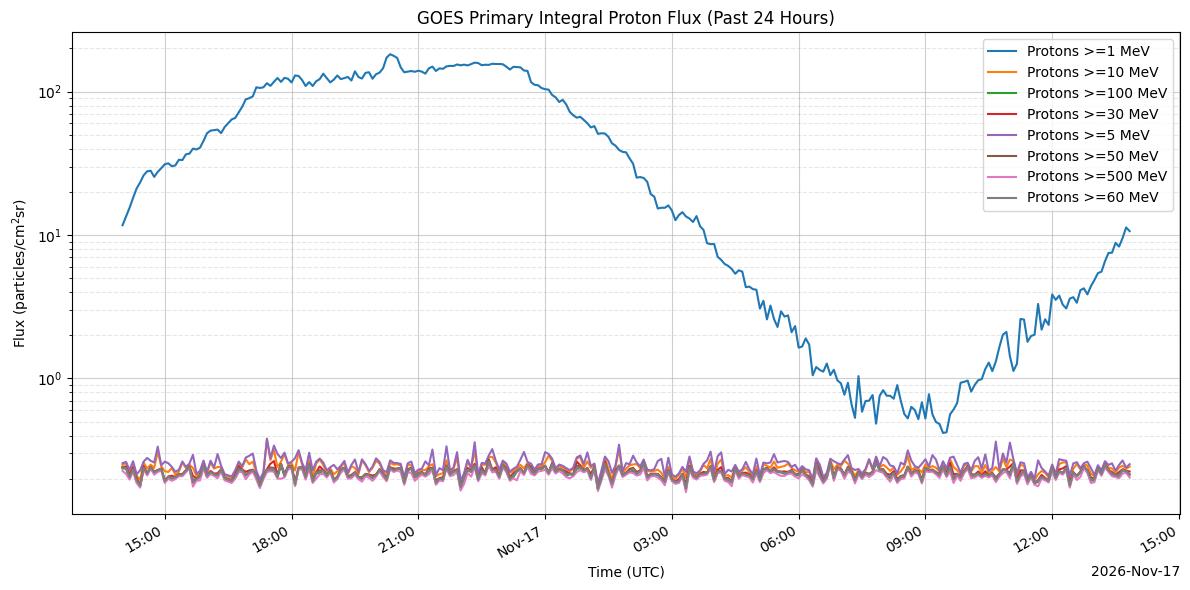 GOES Primary Integral Proton Flux (Past 24 Hours)
Protons >=1 MeV
Protons >=10 MeV
Protons >=100 MeV
Protons >=30 MeV
Protons >=5 MeV
Protons >=50 MeV
Protons >=500 MeV
Protons >=60 MeV
Flux (particles/cm²sr)
10²
10¹
10⁰
15:00
18:00
21:00
Nov-17
03:00
06:00
09:00
12:00
15:00
Time (UTC)
2026-Nov-17